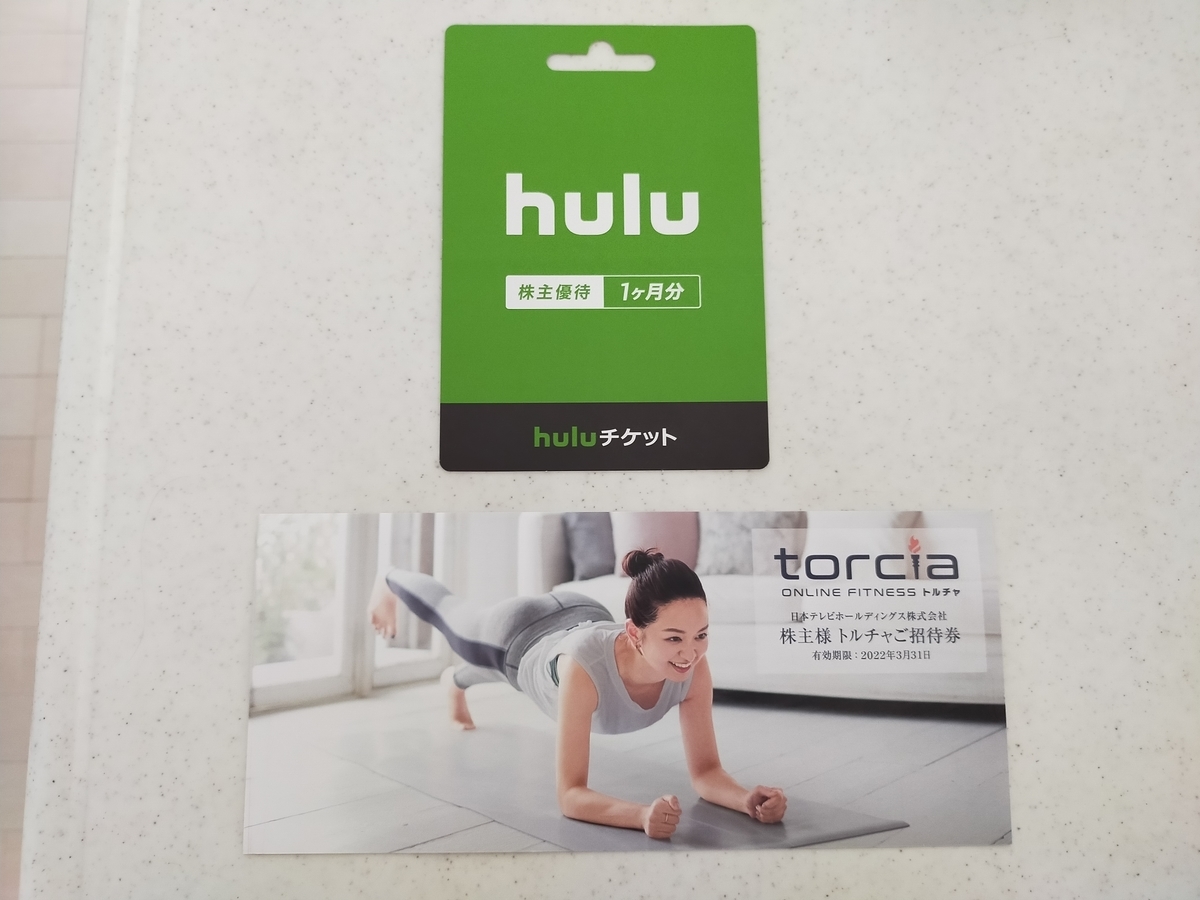 hulu
株主優待 1ヶ月分
huluチケット
torcia
ONLINE FITNESS トルチャ
日本テレビホールディングス株式会社
株主様 トルチャご招待券
有効期限：2022年3月31日